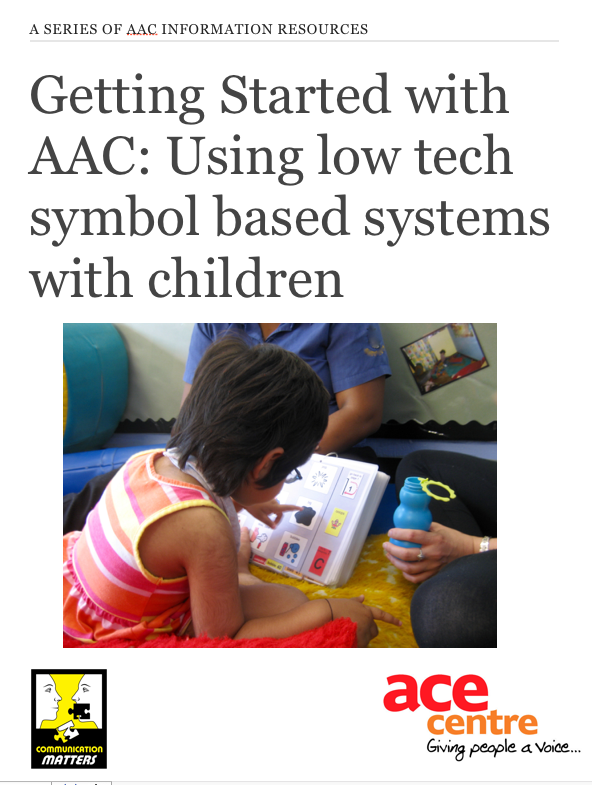 A SERIES OF AAC INFORMATION RESOURCES
Getting Started with
AAC: Using low tech
symbol based systems
with children
COMMUNICATION
MATTERS
ace
centre
Giving people a Voice...